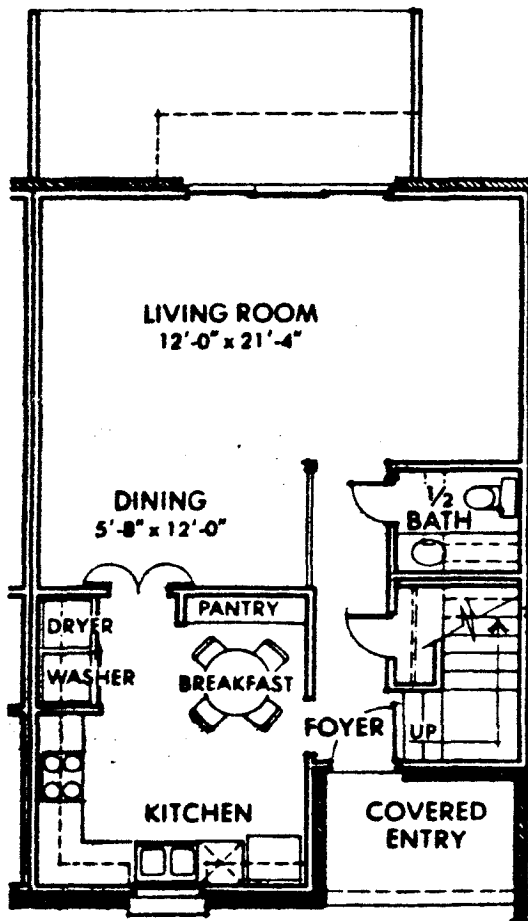 LIVING ROOM
12'-0" x 21'-4"
DINING
5'-8" x 12'-0"
½
BATH
PANTRY
DRYER
WASHER
BREAKFAST
FOYER
UP
KITCHEN
COVERED
ENTRY